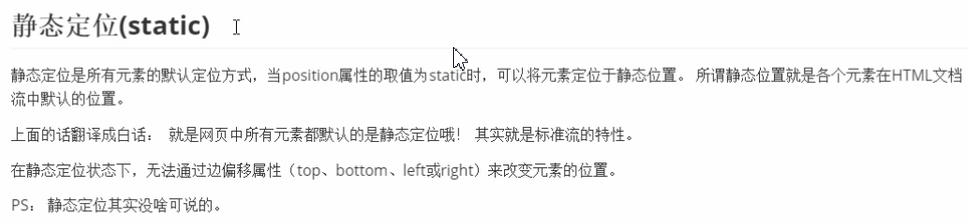 静态定位(static)
静态定位是所有元素的默认定位方式，当position属性的取值为static时，可以将元素定位于静态位置。 所谓静态位置就是各个元素在HTML文档
流中默认的位置。
上面的话翻译成白话： 就是网页中所有元素都默认的是静态定位哦！ 其实就是标准流的特性。
在静态定位状态下，无法通过边偏移属性（top、bottom、left或right）来改变元素的位置。
PS： 静态定位其实没啥可说的。